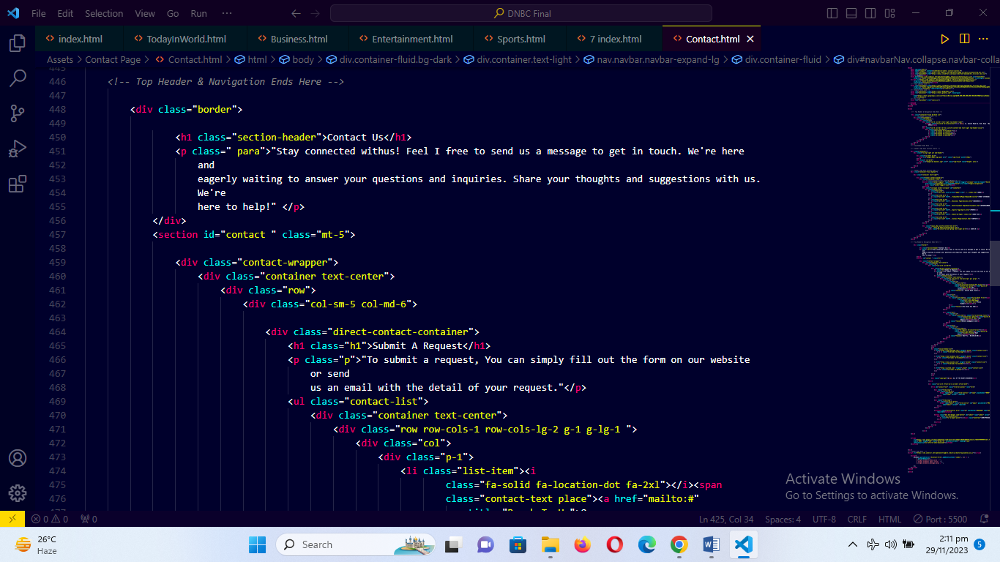 File Edit Selection View Go Run ··· DNBC Final
index.html TodayInWorld.html Business.html Entertainment.html Sports.html 7 index.html Contact.html
Assets > Contact Page > Contact.html > html > body > div.container-fluid.bg-dark > div.container.text-light > nav.navbar.navbar-expand-lg > div.container-fluid > div#navbarNav.collapse.navbar-colla
445
446 <!-- Top Header & Navigation Ends Here -->
447
448 <div class="border">
449
450 <h1 class="section-header">Contact Us</h1>
451 <p class=" para">"Stay connected withus! Feel I free to send us a message to get in touch. We're here
452 and
453 eagerly waiting to answer your questions and inquiries. Share your thoughts and suggestions with us.
454 We're
455 here to help!" </p>
456 </div>
457 <section id="contact " class="mt-5">
458
459 <div class="contact-wrapper">
460 <div class="container text-center">
461 <div class="row">
462 <div class="col-sm-5 col-md-6">
463
464 <div class="direct-contact-container">
465 <h1 class="h1">Submit A Request</h1>
466 <p class="p">"To submit a request, You can simply fill out the form on our website
467 or send
468 us an email with the detail of your request."</p>
469 <ul class="contact-list">
470 <div class="container text-center">
471 <div class="row row-cols-1 row-cols-lg-2 g-1 g-lg-1 ">
472 <div class="col">
473 <div class="p-1">
474 <li class="list-item"><i
475 class="fa-solid fa-location-dot fa-2xl"></i><span
476 class="contact-text place"><a href="mailto:#"
Activate Windows
Go to Settings to activate Windows.
0 0 0 Ln 425, Col 34 Spaces: 4 UTF-8 CRLF HTML Port : 5500
26°C
Haze
Search
2:11 pm
29/11/2023
5